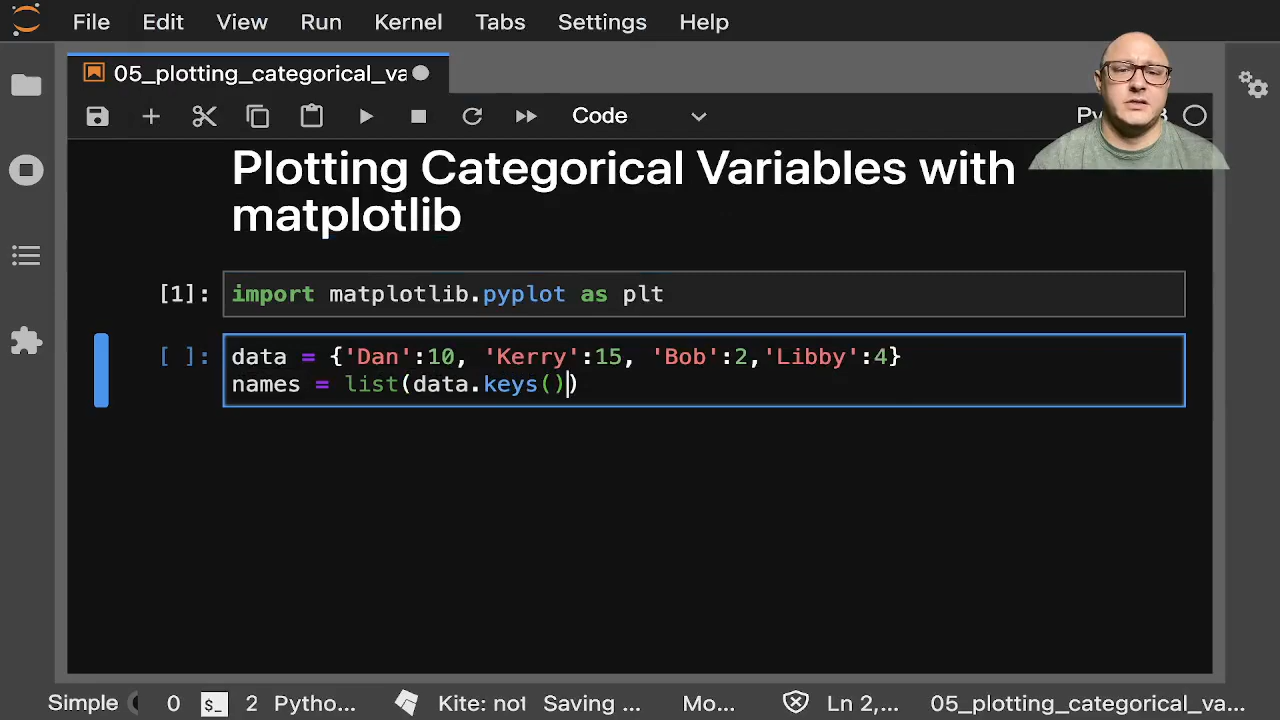 File Edit View Run Kernel Tabs Settings Help
05_plotting_categorical_va
Code
Plotting Categorical Variables with
matplotlib
[1]: import matplotlib.pyplot as plt
[ ]: data = {'Dan':10, 'Kerry':15, 'Bob':2,'Libby':4}
names = list(data.keys())
Simple 0 $_ 2 Python... Kite: not Saving ... Mo... Ln 2,... 05_plotting_categorical_va...